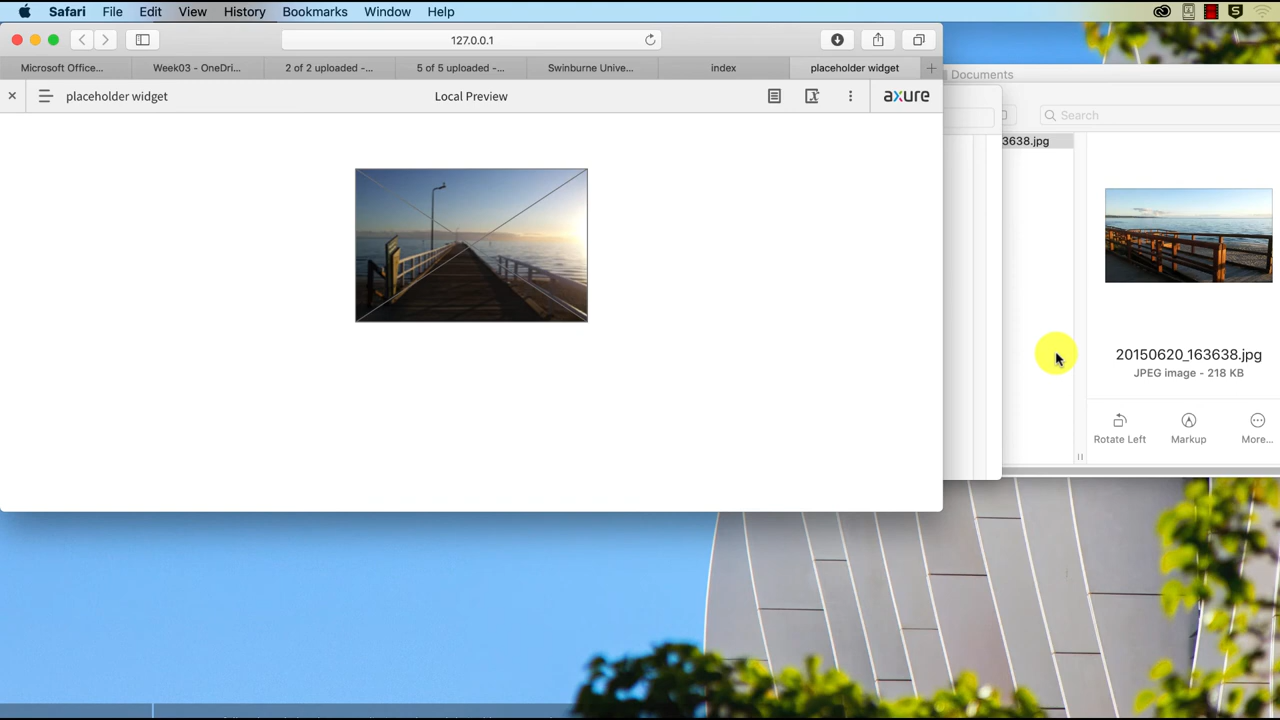 Safari File Edit View History Bookmarks Window Help
127.0.0.1
Microsoft Office...
Week03 - OneDri...
2 of 2 uploaded -...
5 of 5 uploaded -...
Swinburne Unive...
index
placeholder widget
placeholder widget
Local Preview
axure
Documents
Search
3638.jpg
20150620_163638.jpg
JPEG image - 218 KB
Rotate Left
Markup
More...